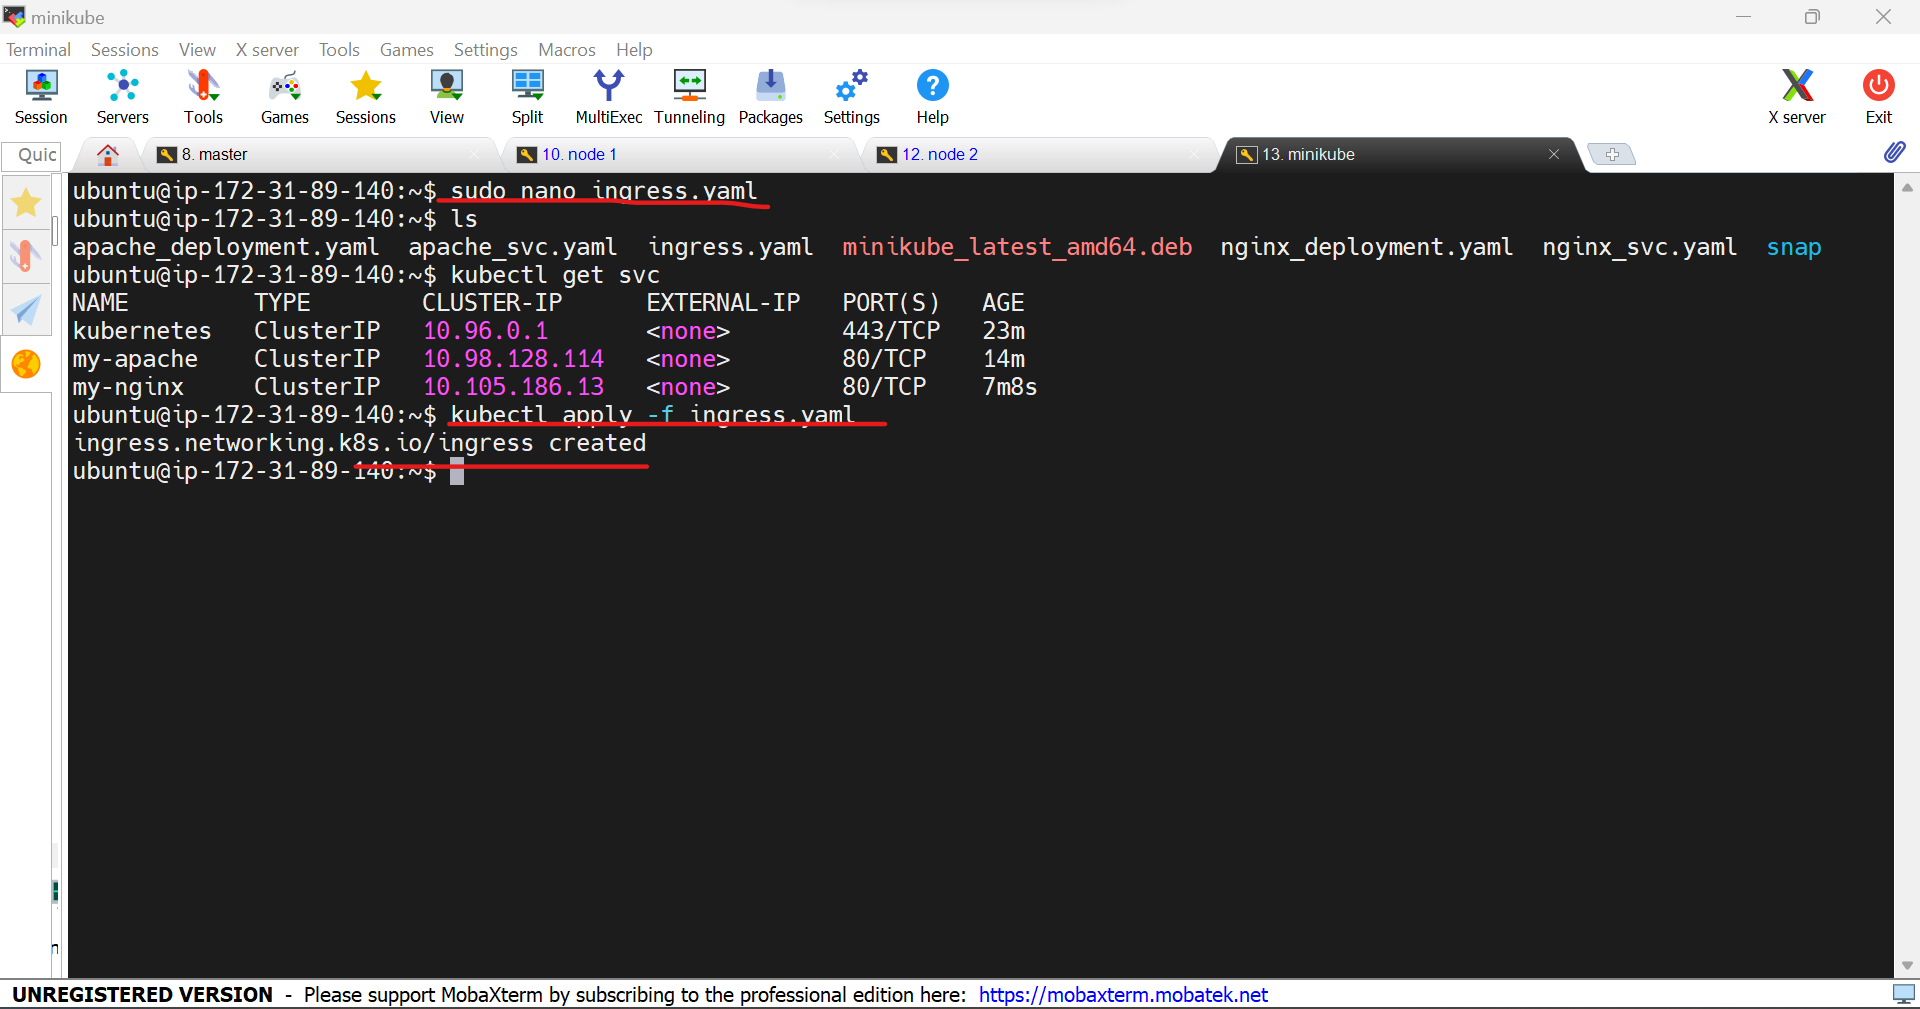 minikube
Terminal Sessions View X server Tools Games Settings Macros Help
Session Servers Tools Games Sessions View Split MultiExec Tunneling Packages Settings Help X server Exit
Quic 8. master 10. node 1 12. node 2 13. minikube
ubuntu@ip-172-31-89-140:~$ sudo nano ingress.yaml
ubuntu@ip-172-31-89-140:~$ ls
apache_deployment.yaml apache_svc.yaml ingress.yaml minikube_latest_amd64.deb nginx_deployment.yaml nginx_svc.yaml snap
ubuntu@ip-172-31-89-140:~$ kubectl get svc
NAME TYPE CLUSTER-IP EXTERNAL-IP PORT(S) AGE
kubernetes ClusterIP 10.96.0.1 <none> 443/TCP 23m
my-apache ClusterIP 10.98.128.114 <none> 80/TCP 14m
my-nginx ClusterIP 10.105.186.13 <none> 80/TCP 7m8s
ubuntu@ip-172-31-89-140:~$ kubectl apply -f ingress.yaml
ingress.networking.k8s.io/ingress created
ubuntu@ip-172-31-89-140:~$
UNREGISTERED VERSION - Please support MobaXterm by subscribing to the professional edition here: https://mobaxterm.mobatek.net